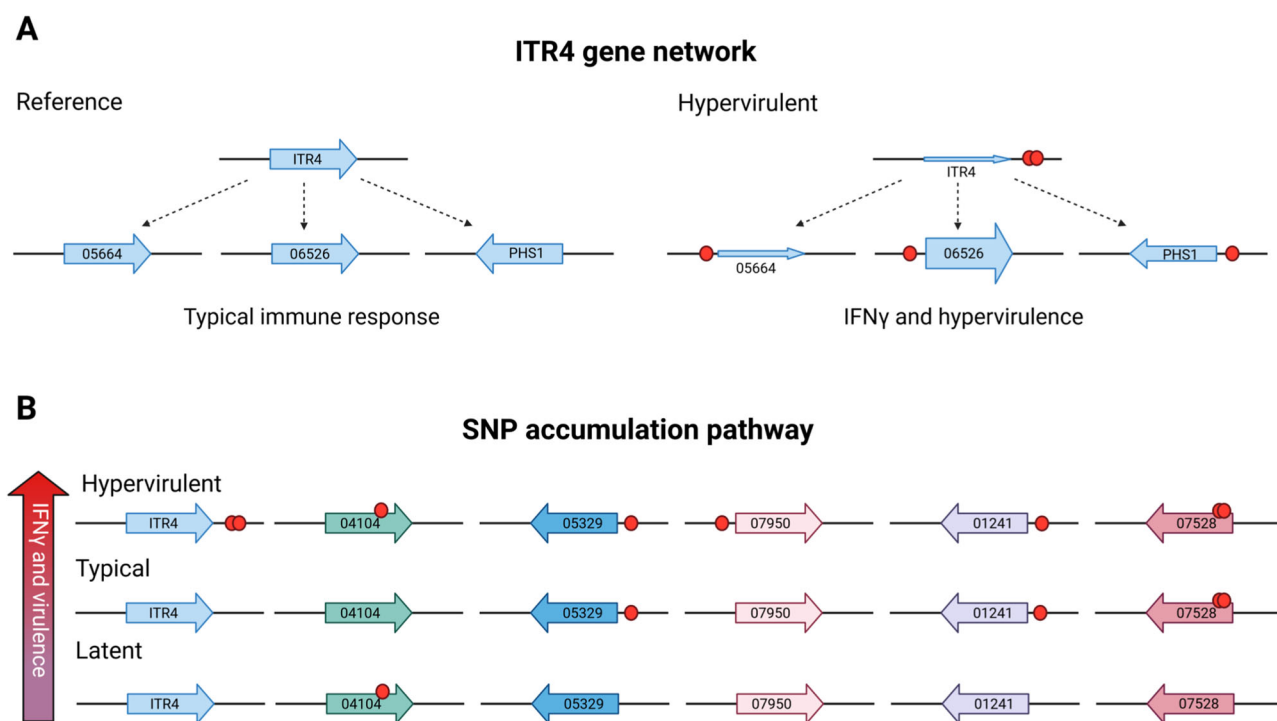 A
ITR4 gene network
Reference
Hypervirulent
ITR4
ITR4
05664
06526
PHS1
05664
06526
PHS1
Typical immune response
IFNγ and hypervirulence
B
SNP accumulation pathway
IFNγ and virulence
Hypervirulent
ITR4
04104
05329
07950
01241
07528
Typical
ITR4
04104
05329
07950
01241
07528
Latent
ITR4
04104
05329
07950
01241
07528